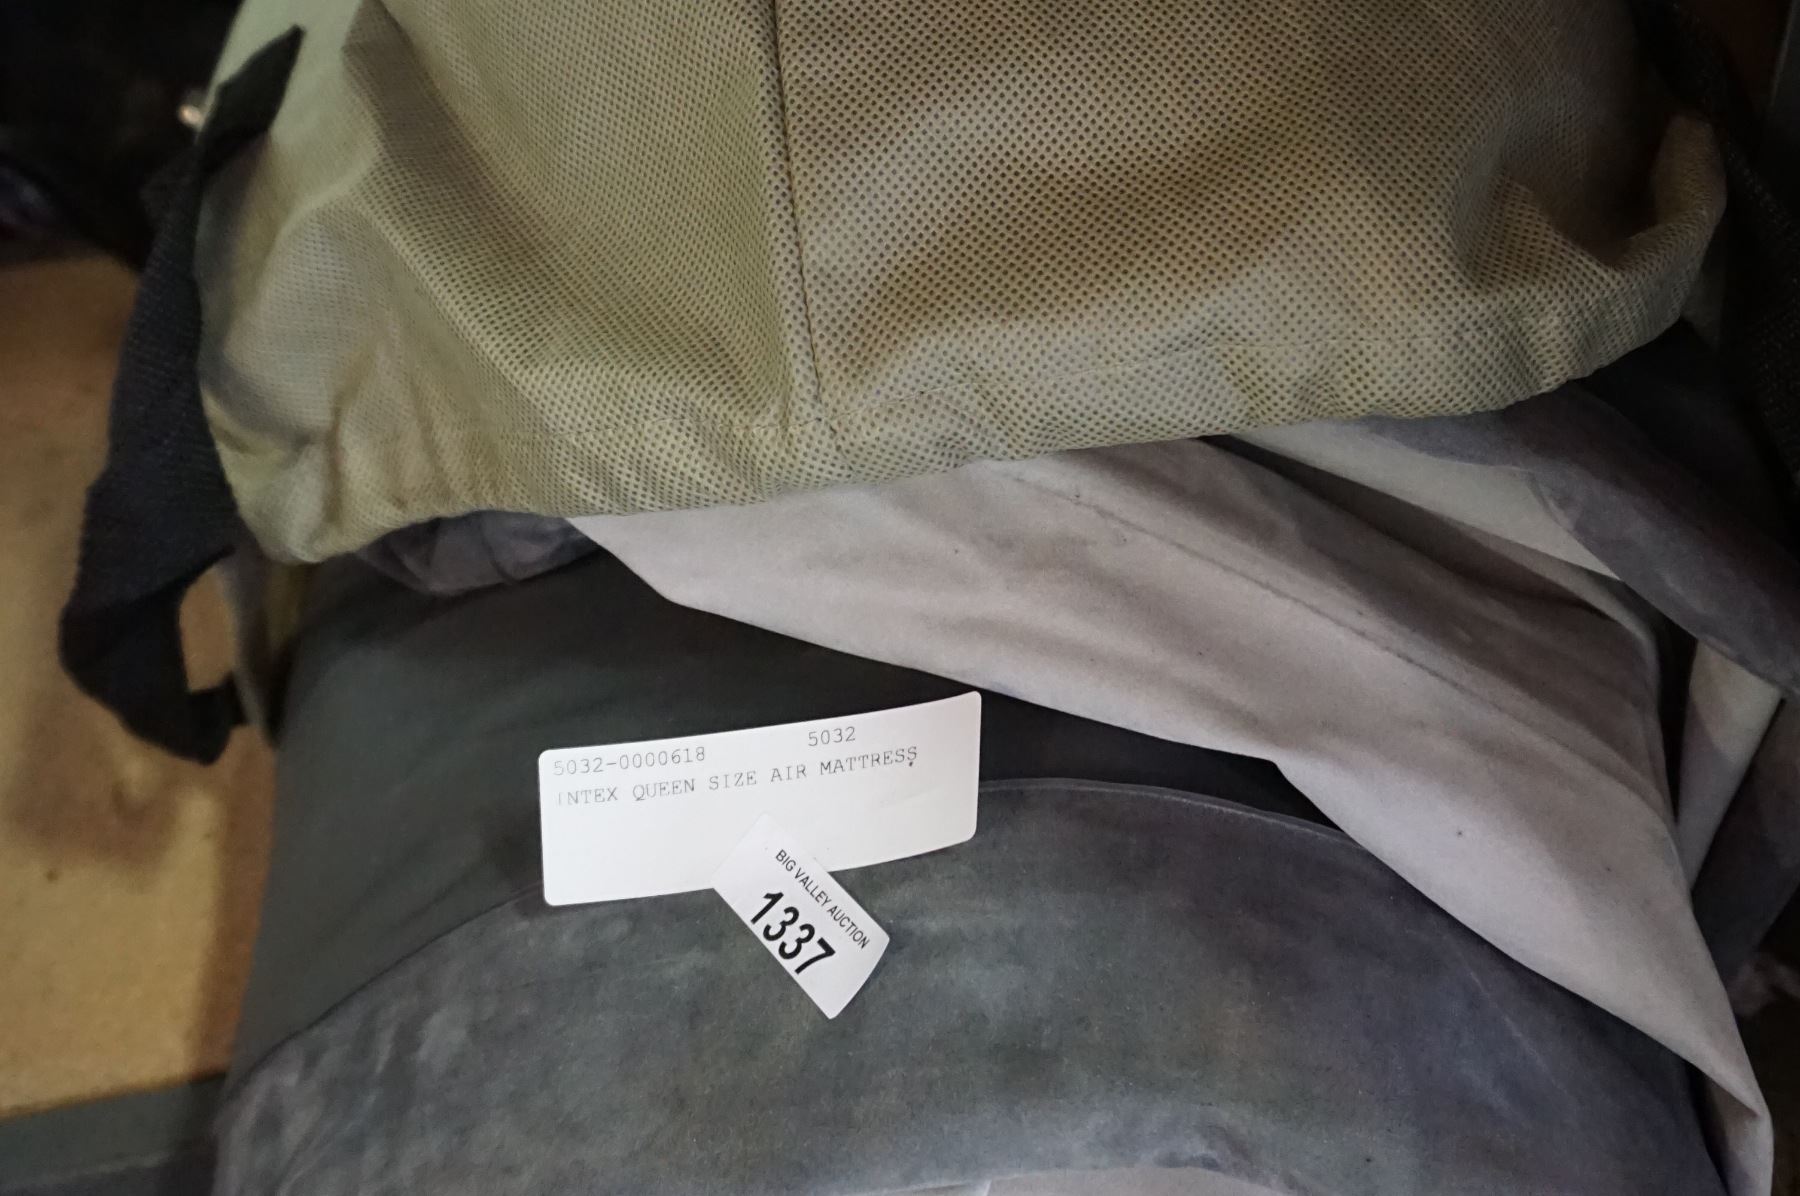 5032-0000618 5032
INTEX QUEEN SIZE AIR MATTRESS
BIG VALLEY AUCTION
1337